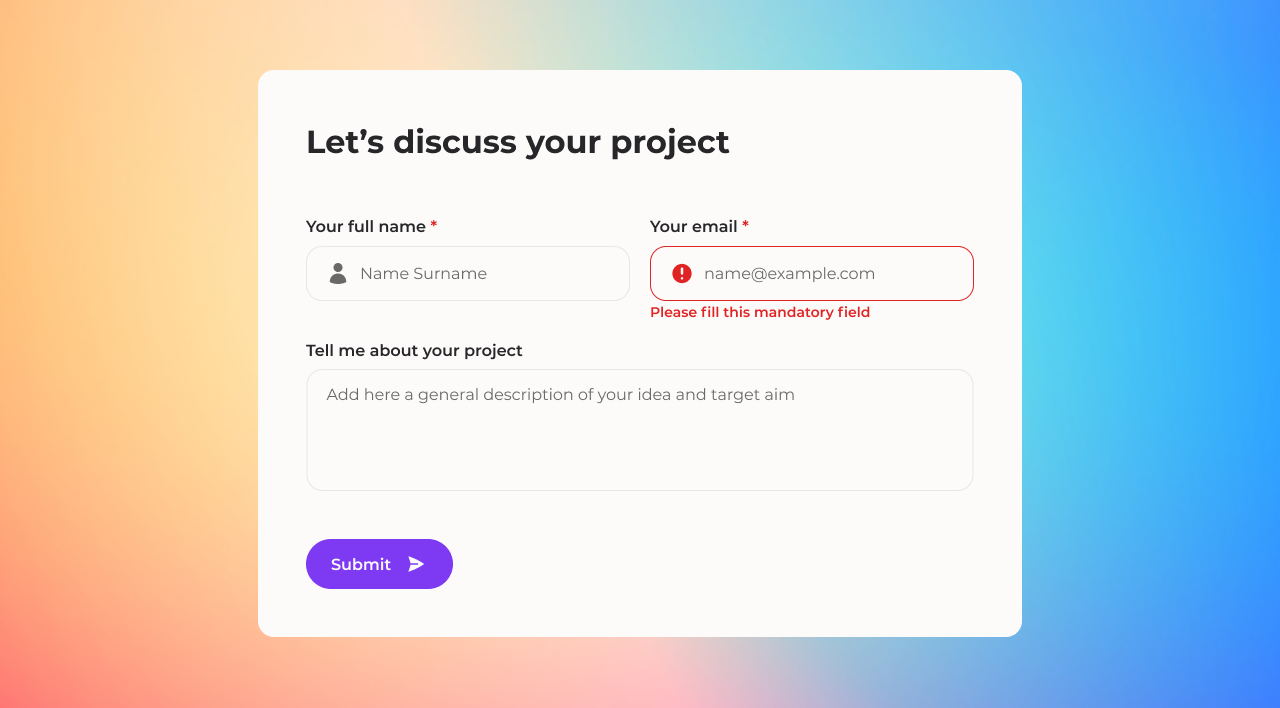 Let’s discuss your project
Your full name *
Your email *
Name Surname
name@example.com
Please fill this mandatory field
Tell me about your project
Add here a general description of your idea and target aim
Submit